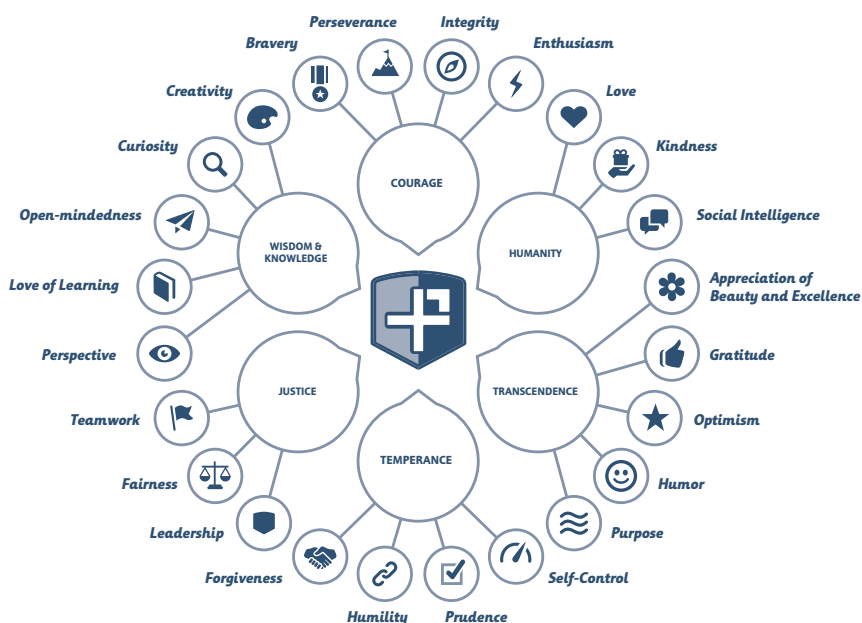 Perseverance
Integrity
Bravery
Enthusiasm
Creativity
Love
Curiosity
Kindness
COURAGE
Open-mindedness
Social Intelligence
WISDOM &
KNOWLEDGE
HUMANITY
Love of Learning
Appreciation of
Beauty and Excellence
Perspective
Gratitude
JUSTICE
TRANSCENDENCE
Teamwork
Optimism
TEMPERANCE
Fairness
Humor
Leadership
Purpose
Forgiveness
Self-Control
Humility
Prudence